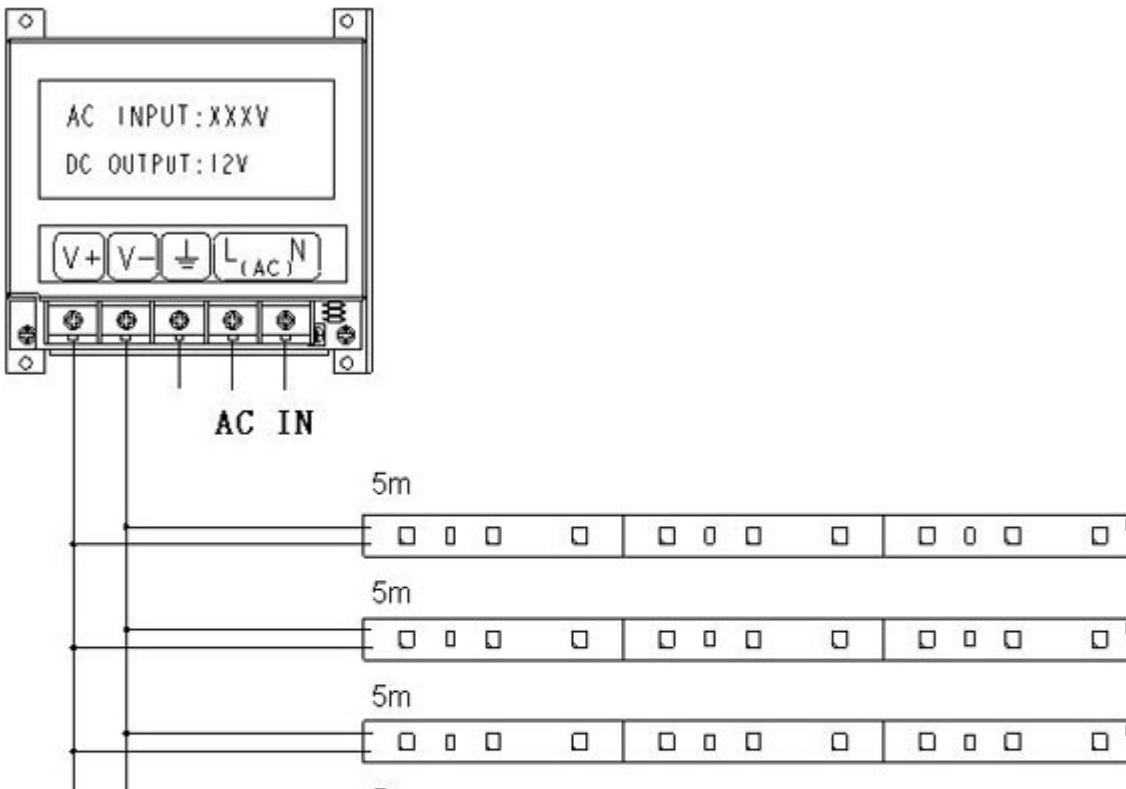 AC INPUT:XXXV
DC OUTPUT:12V
V+ V- L(AC)N
AC IN
5m
5m
5m